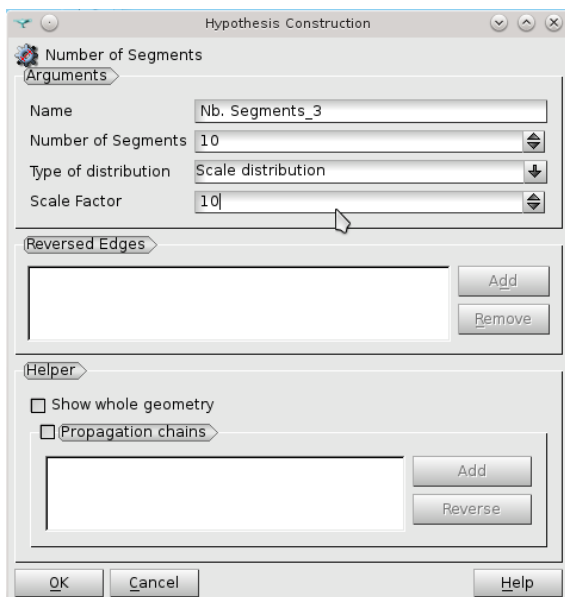 Hypothesis Construction
Number of Segments
Arguments
Name Nb. Segments_3
Number of Segments 10
Type of distribution Scale distribution
Scale Factor 10
Reversed Edges
Add
Remove
Helper
Show whole geometry
Propagation chains
Add
Reverse
OK Cancel Help